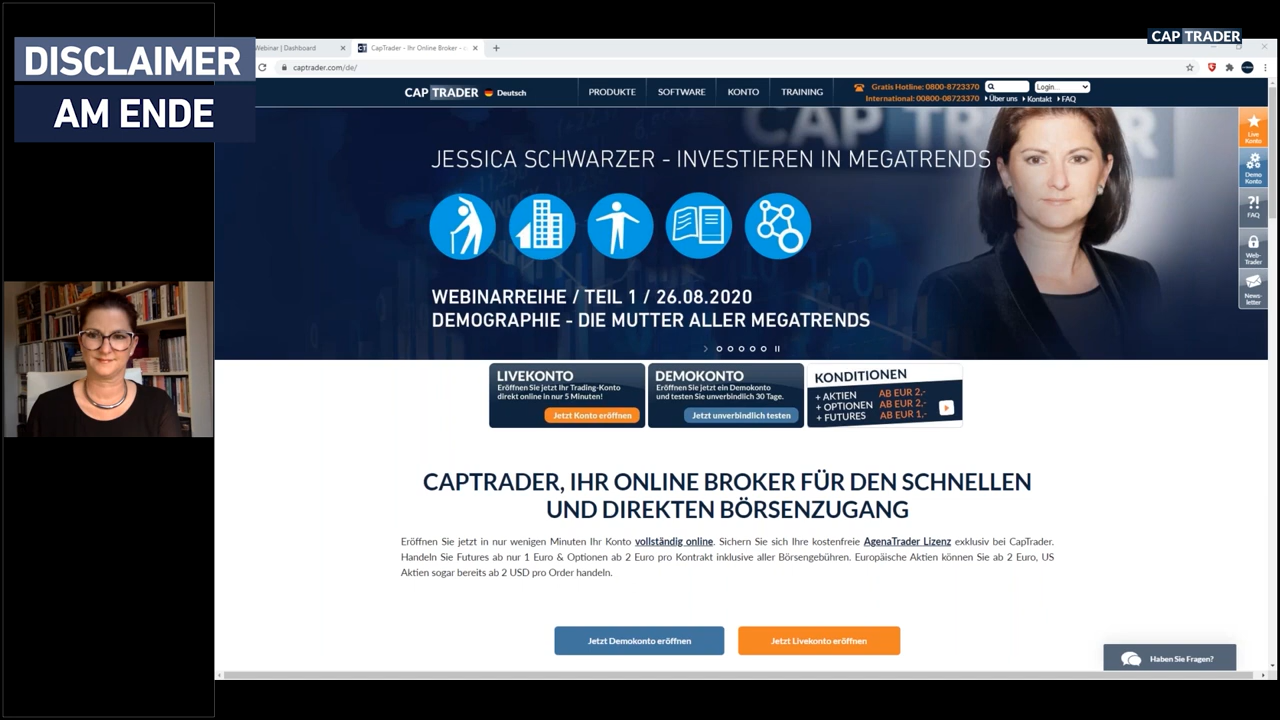 DISCLAIMER
AM ENDE
CAP TRADER
Webinar | Dashboard
CapTrader - Ihr Online Broker -
captrader.com/de/
CAP TRADER Deutsch
PRODUKTE SOFTWARE KONTO TRAINING
Gratis Hotline: 0800-8723370
International: 00800-08723370
Login...
Über uns Kontakt FAQ
CAP TRADER
JESSICA SCHWARZER - INVESTIEREN IN MEGATRENDS
WEBINARREIHE / TEIL 1 / 26.08.2020
DEMOGRAPHIE - DIE MUTTER ALLER MEGATRENDS
Live
Konto
Demo
Konto
?!
FAQ
Web-
Trader
News-
letter
LIVEKONTO
Eröffnen Sie jetzt Ihr Trading-Konto
direkt online in nur 5 Minuten!
Jetzt Konto eröffnen
DEMOKONTO
Eröffnen Sie jetzt ein Demokonto
und testen Sie unverbindlich 30 Tage.
Jetzt unverbindlich testen
KONDITIONEN
+ AKTIEN AB EUR 2,-
+ OPTIONEN AB EUR 2,-
+ FUTURES AB EUR 1,-
CAPTRADER, IHR ONLINE BROKER FÜR DEN SCHNELLEN
UND DIREKTEN BÖRSENZUGANG
Eröffnen Sie jetzt in nur wenigen Minuten Ihr Konto vollständig online. Sichern Sie sich Ihre kostenfreie AgenaTrader Lizenz exklusiv bei CapTrader.
Handeln Sie Futures ab nur 1 Euro & Optionen ab 2 Euro pro Kontrakt inklusive aller Börsengebühren. Europäische Aktien können Sie ab 2 Euro, US
Aktien sogar bereits ab 2 USD pro Order handeln.
Jetzt Demokonto eröffnen
Jetzt Livekonto eröffnen
Haben Sie Fragen?